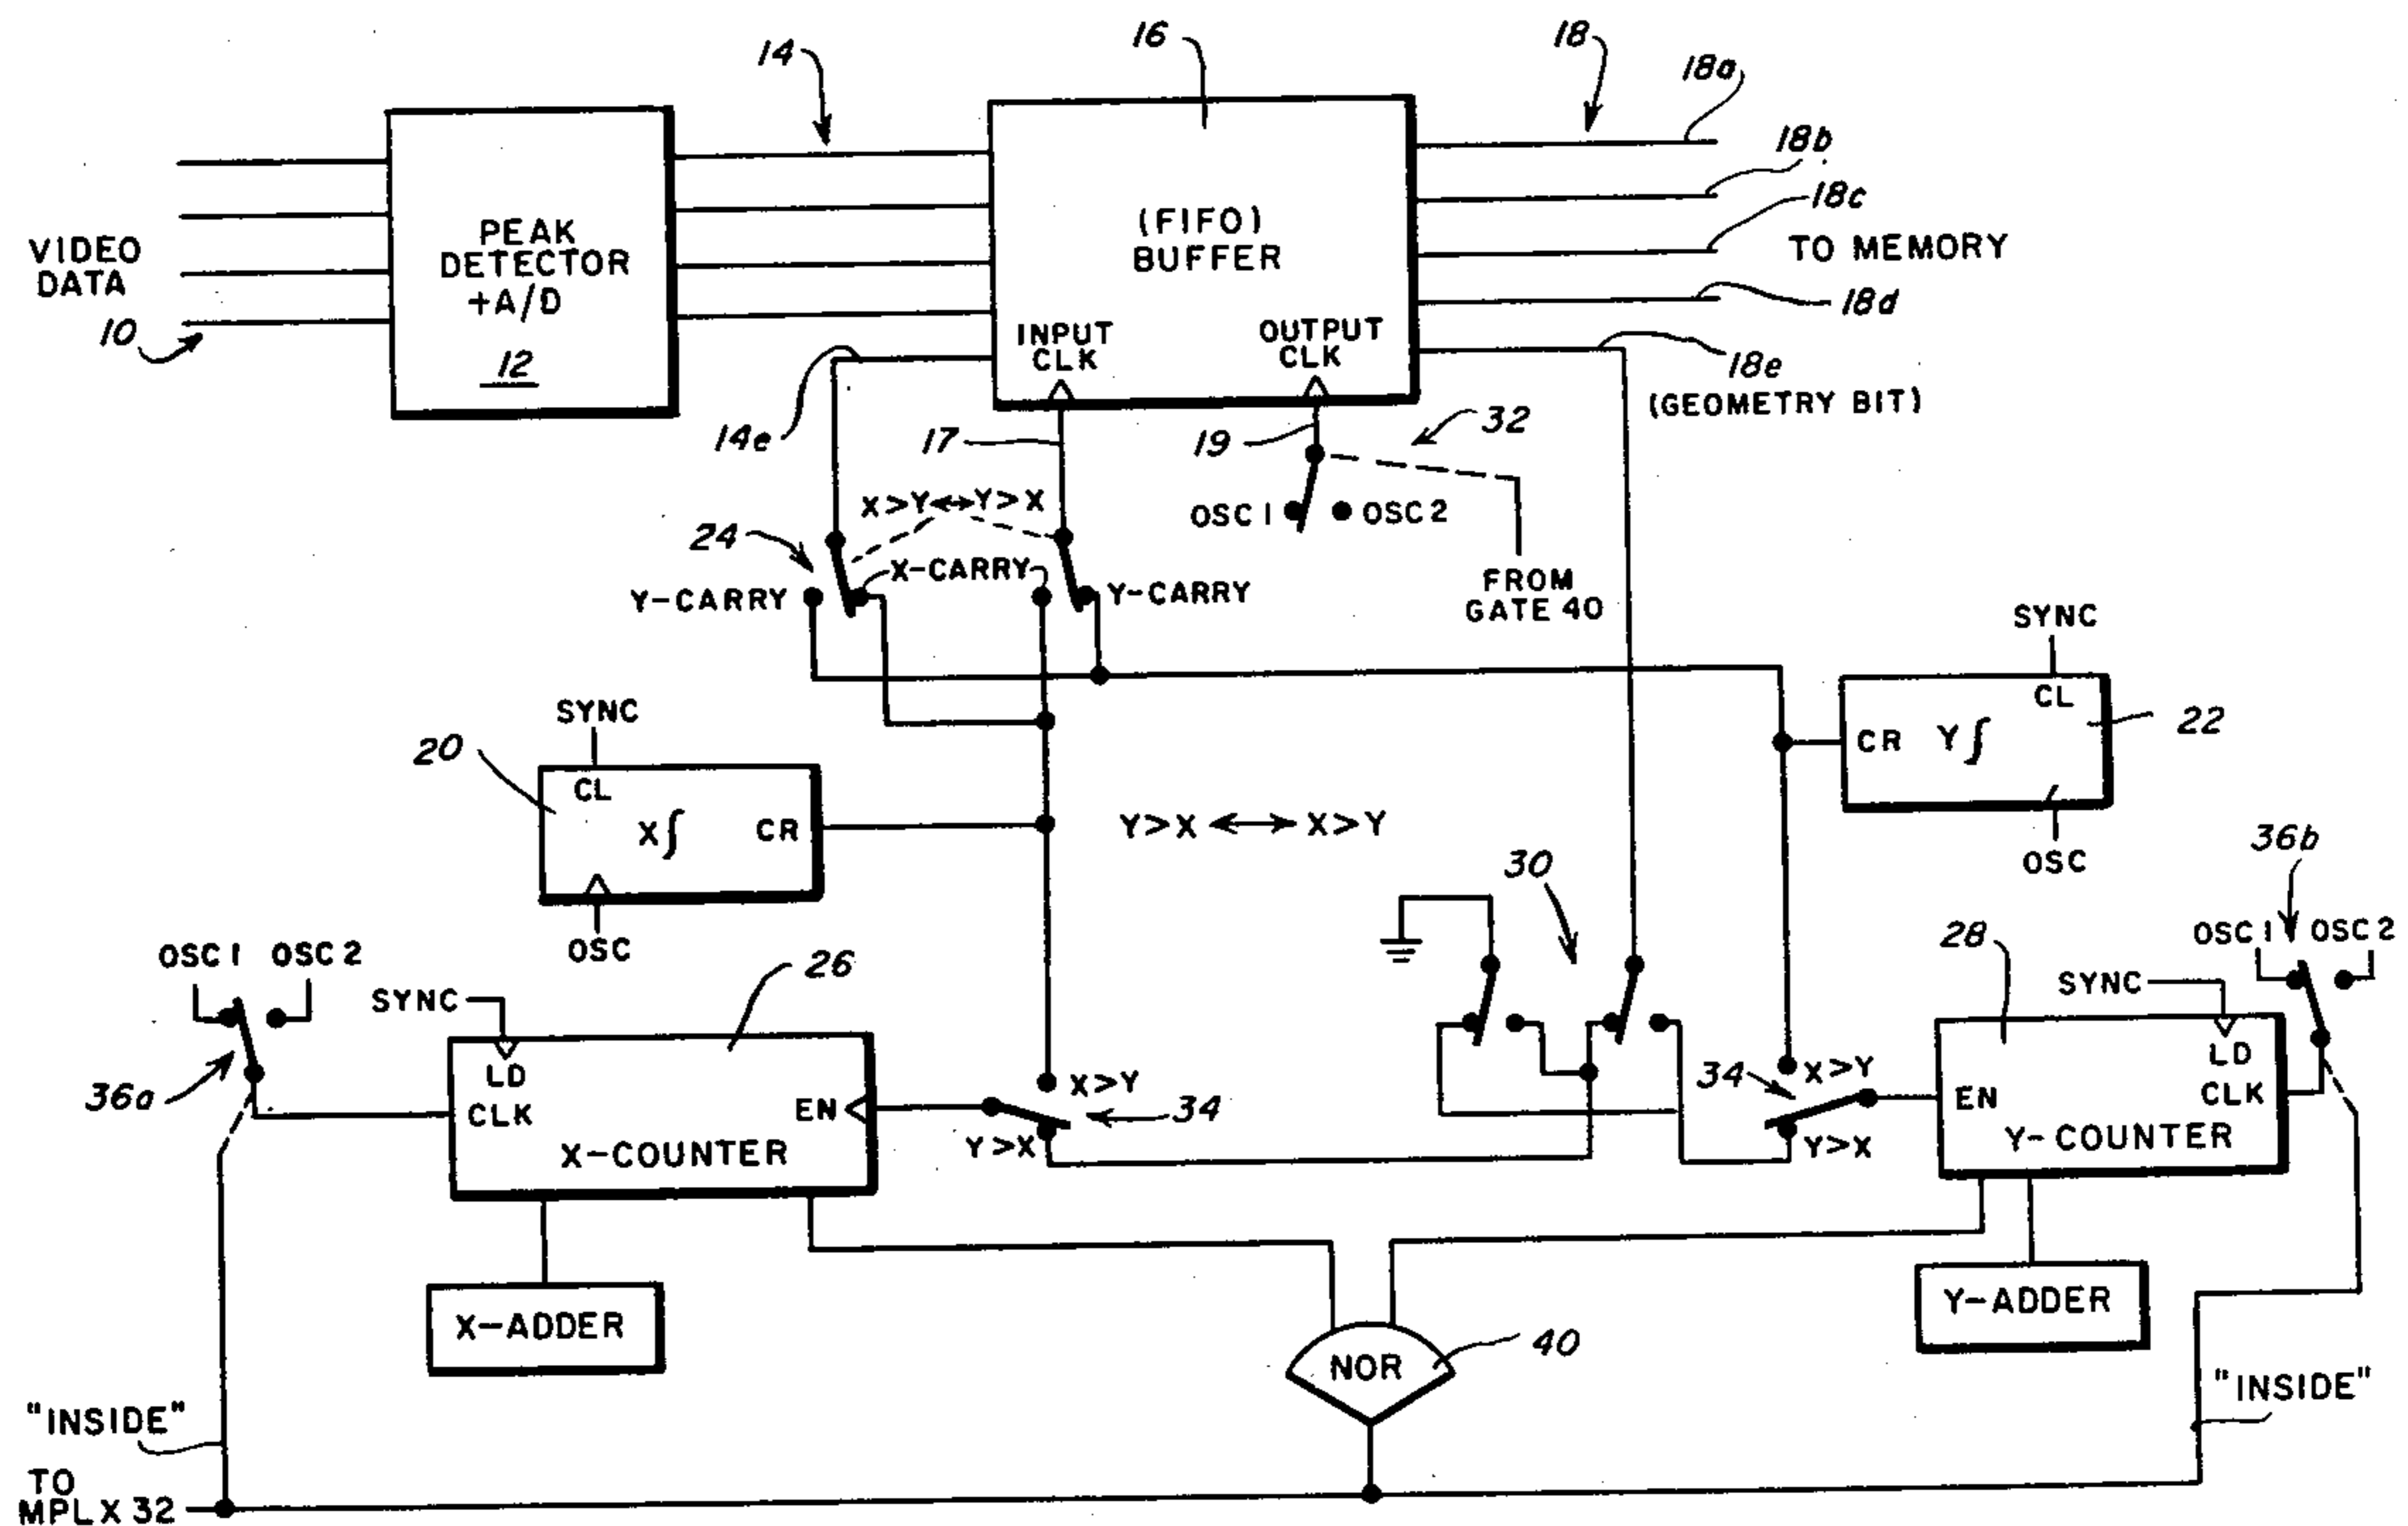 14
16
18
18a
18b
18c
TO MEMORY
18d
18e
(GEOMETRY BIT)
VIDEO
DATA
10
PEAK
DETECTOR
+A/D
12
(FIFO)
BUFFER
INPUT
CLK
OUTPUT
CLK
14e
17
19
32
X>Y↔Y>X
OSC 1
OSC 2
24
Y-CARRY
X-CARRY
Y-CARRY
FROM
GATE 40
SYNC
CL
CR
Y∫
22
OSC
SYNC
20
CL
X∫
CR
OSC
Y>X ↔ X>Y
30
36b
OSC 1
OSC 2
OSC 1
OSC 2
36a
SYNC
26
LD
CLK
EN
X-COUNTER
X>Y
34
Y>X
34
X>Y
Y>X
28
SYNC
LD
EN
CLK
Y-COUNTER
X-ADDER
Y-ADDER
NOR
40
"INSIDE"
"INSIDE"
TO
MPLX 32